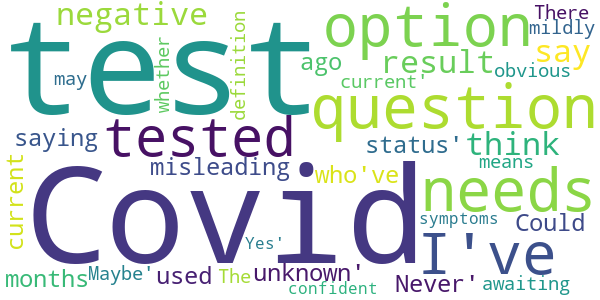 negative
test
option
There
mildly
say
may
whether
definition
ago
result
obvious
current'
question
saying
tested
status'
think
misleading
means
who've
current
Covid
needs
symptoms
Could
I've
Yes'
months
Maybe'
used
The
unknown'
confident
Never'
awaiting